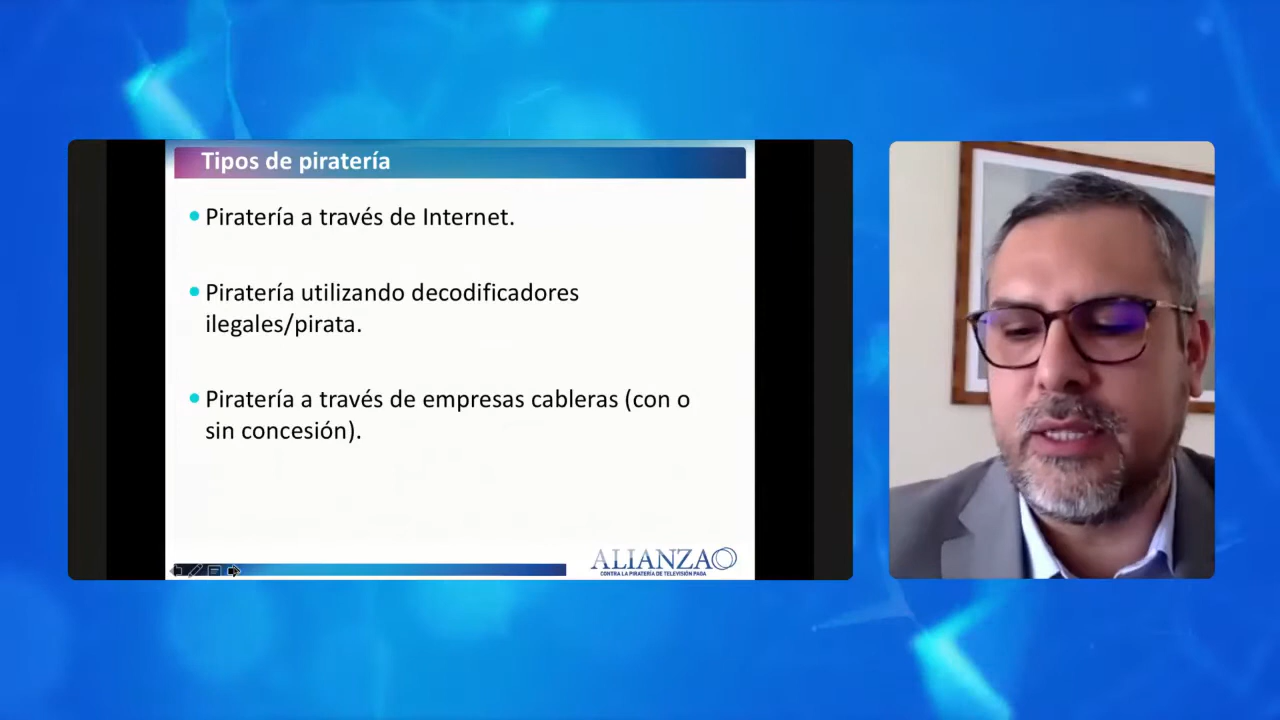 Tipos de piratería
Piratería a través de Internet.
Piratería utilizando decodificadores
ilegales/pirata.
Piratería a través de empresas cableras (con o
sin concesión).
ALIANZA
CONTRA LA PIRATERÍA DE TELEVISIÓN PAGA